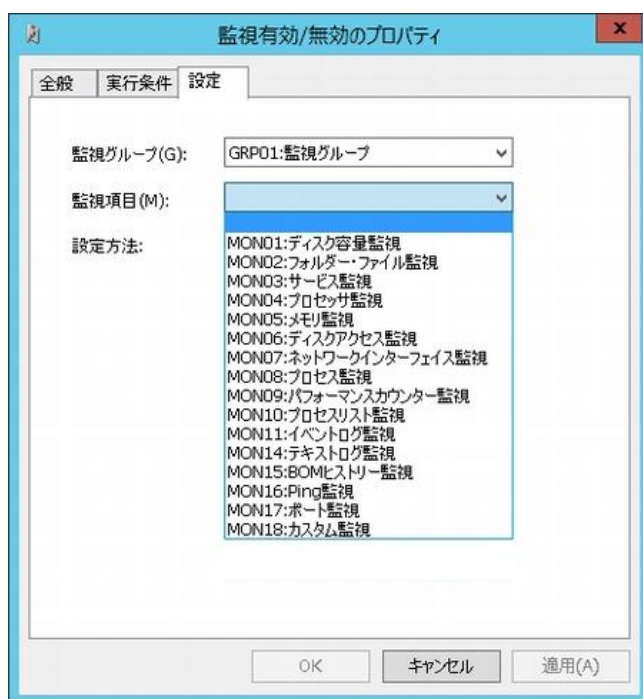 監視有効/無効のプロパティ
x
全般 実行条件 設定
監視グループ(G): GRP01:監視グループ
監視項目(M):
設定方法:
MON01:ディスク容量監視
MON02:フォルダー・ファイル監視
MON03:サービス監視
MON04:プロセッサ監視
MON05:メモリ監視
MON06:ディスクアクセス監視
MON07:ネットワークインターフェイス監視
MON08:プロセス監視
MON09:パフォーマンスカウンター監視
MON10:プロセスリスト監視
MON11:イベントログ監視
MON14:テキストログ監視
MON15:BOMヒストリー監視
MON16:Ping監視
MON17:ポート監視
MON18:カスタム監視
OK キャンセル 適用(A)